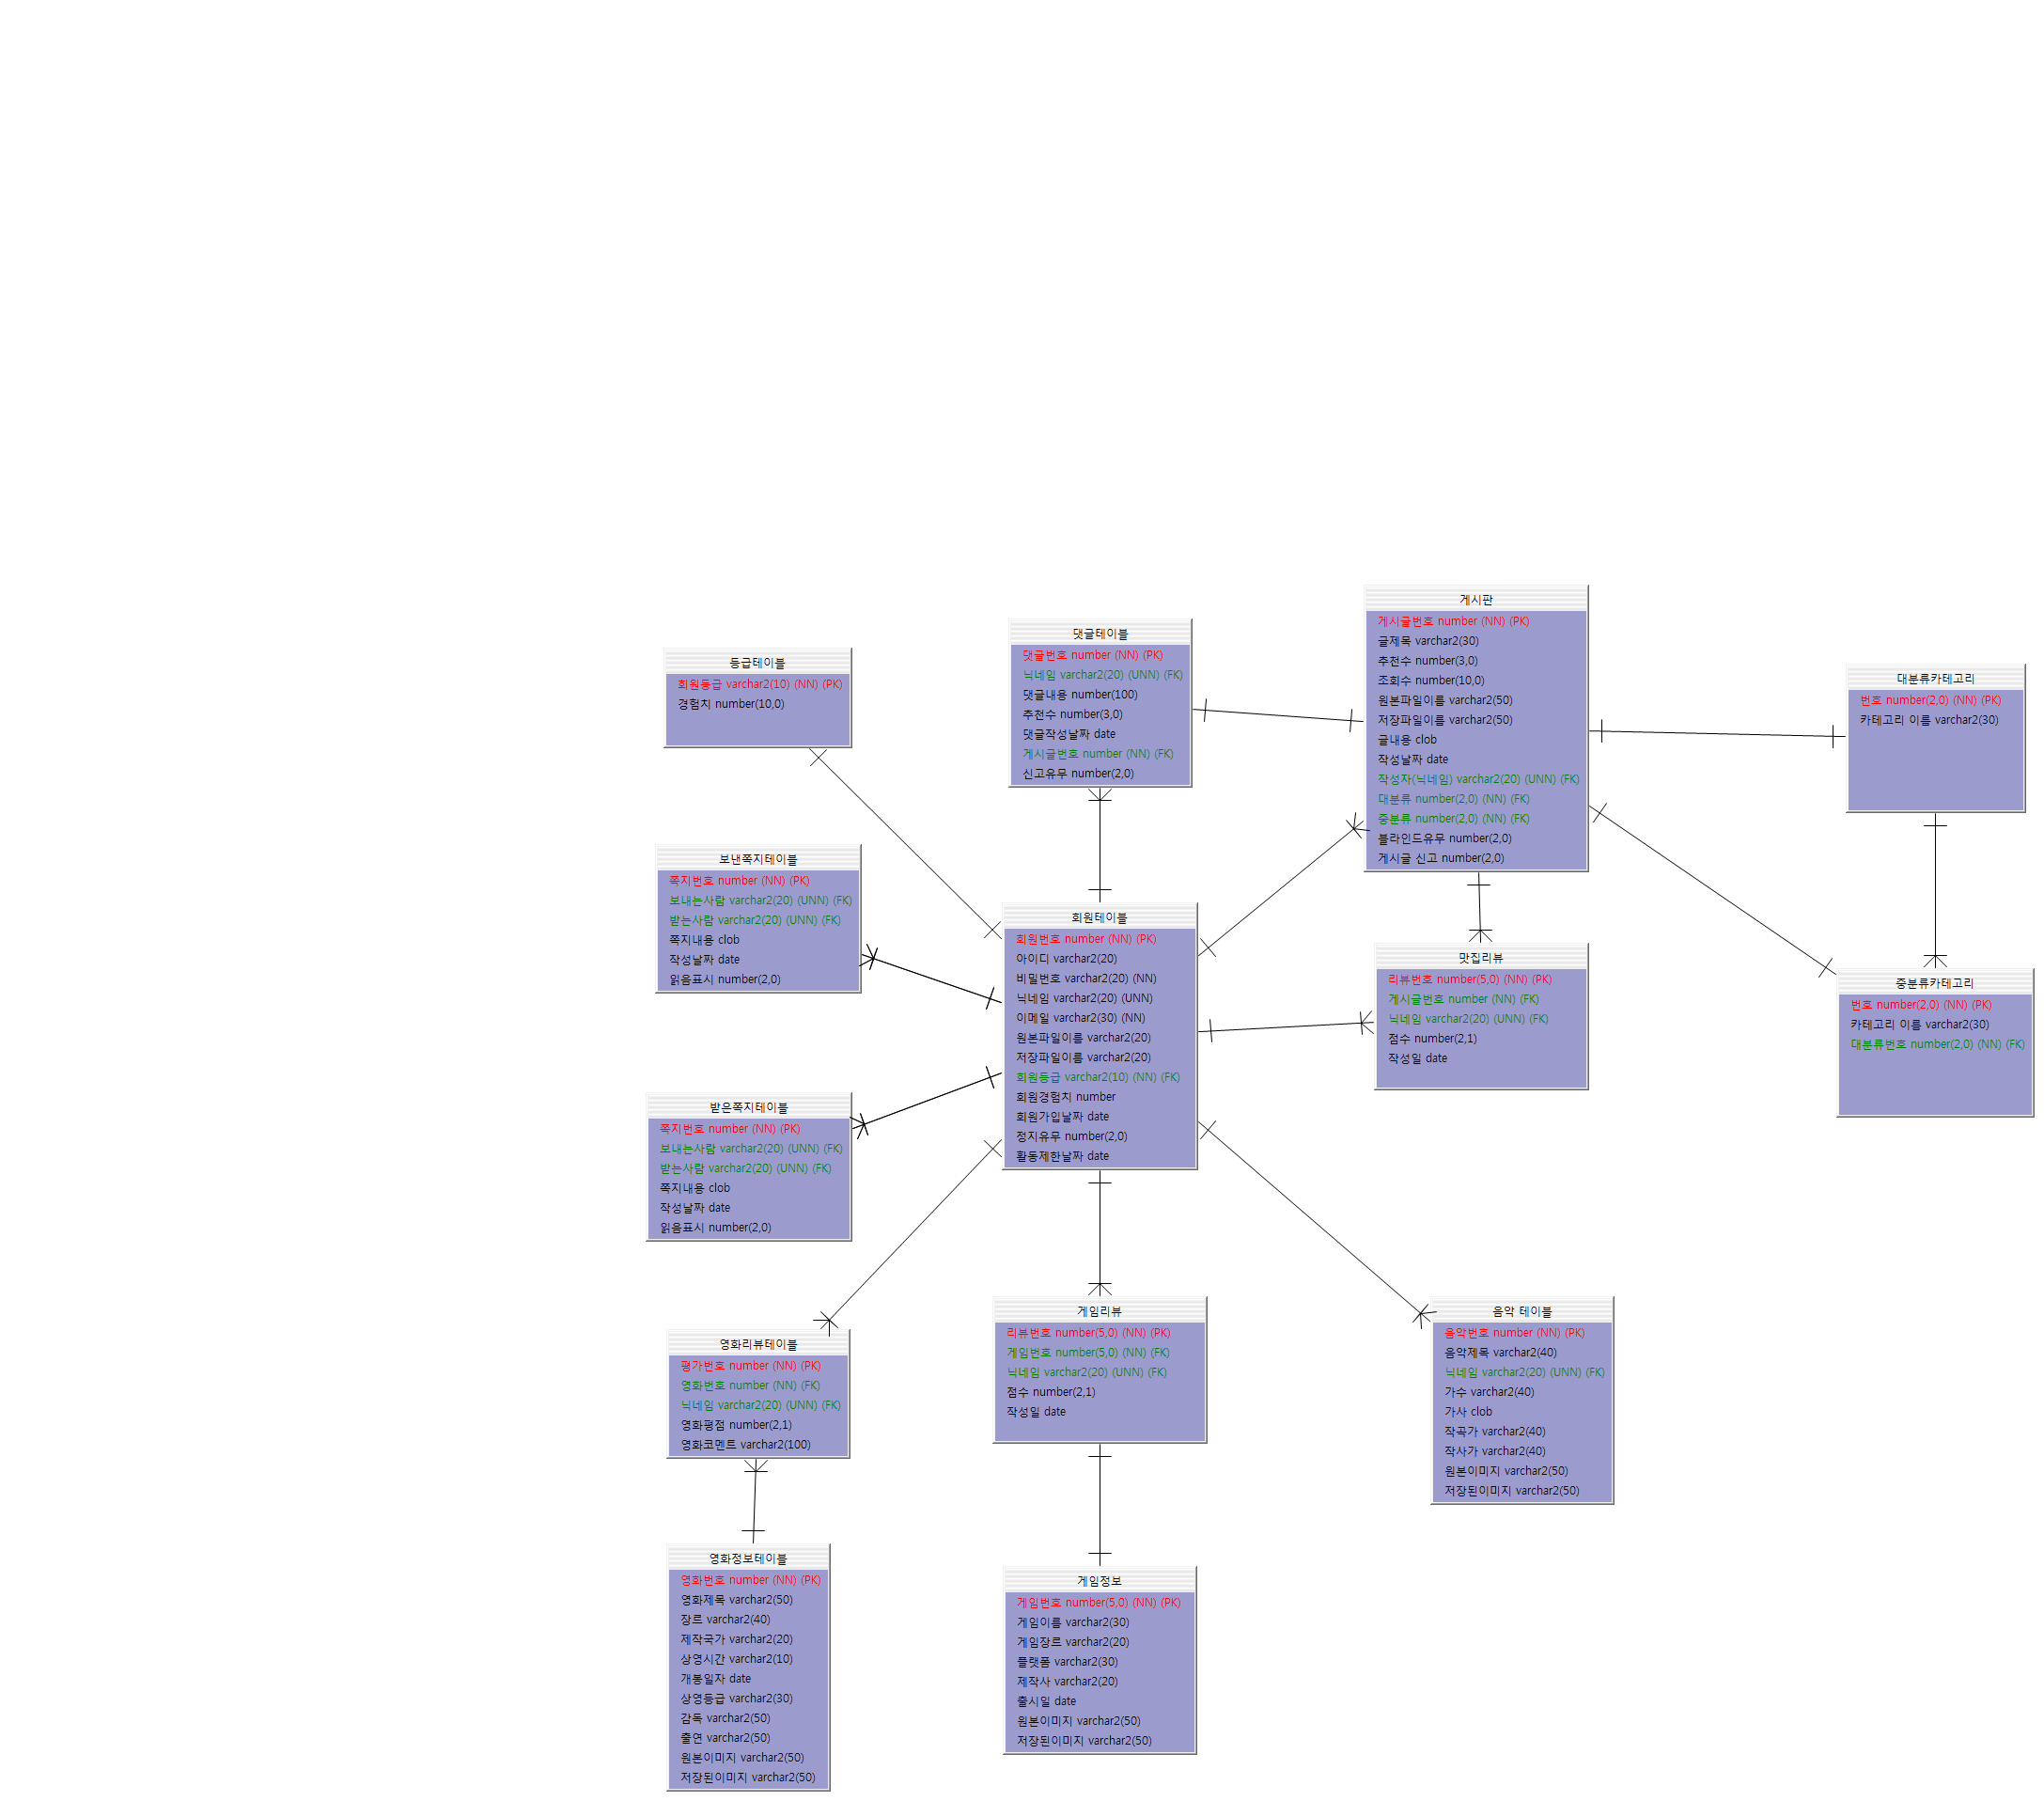 등급테이블
회원등급 varchar2(10) (NN) (PK)
경험치 number(10,0)
댓글테이블
댓글번호 number (NN) (PK)
닉네임 varchar2(20) (UNN) (FK)
댓글내용 number(100)
추천수 number(3,0)
댓글작성날짜 date
게시글번호 number (NN) (FK)
신고유무 number(2,0)
게시판
게시글번호 number (NN) (PK)
글제목 varchar2(30)
추천수 number(3,0)
조회수 number(10,0)
원본파일이름 varchar2(50)
저장파일이름 varchar2(50)
글내용 clob
작성날짜 date
작성자(닉네임) varchar2(20) (UNN) (FK)
대분류 number(2,0) (NN) (FK)
중분류 number(2,0) (NN) (FK)
블라인드유무 number(2,0)
게시글 신고 number(2,0)
대분류카테고리
번호 number(2,0) (NN) (PK)
카테고리 이름 varchar2(30)
보낸쪽지테이블
쪽지번호 number (NN) (PK)
보내는사람 varchar2(20) (UNN) (FK)
받는사람 varchar2(20) (UNN) (FK)
쪽지내용 clob
작성날짜 date
읽음표시 number(2,0)
회원테이블
회원번호 number (NN) (PK)
아이디 varchar2(20)
비밀번호 varchar2(20) (NN)
닉네임 varchar2(20) (UNN)
이메일 varchar2(30) (NN)
원본파일이름 varchar2(20)
저장파일이름 varchar2(20)
회원등급 varchar2(10) (NN) (FK)
회원경험치 number
회원가입날짜 date
정지유무 number(2,0)
활동제한날짜 date
맛집리뷰
리뷰번호 number(5,0) (NN) (PK)
게시글번호 number (NN) (FK)
닉네임 varchar2(20) (UNN) (FK)
점수 number(2,1)
작성일 date
중분류카테고리
번호 number(2,0) (NN) (PK)
카테고리 이름 varchar2(30)
대분류번호 number(2,0) (NN) (FK)
받은쪽지테이블
쪽지번호 number (NN) (PK)
보내는사람 varchar2(20) (UNN) (FK)
받는사람 varchar2(20) (UNN) (FK)
쪽지내용 clob
작성날짜 date
읽음표시 number(2,0)
영화리뷰테이블
평가번호 number (NN) (PK)
영화번호 number (NN) (FK)
닉네임 varchar2(20) (UNN) (FK)
영화평점 number(2,1)
영화코멘트 varchar2(100)
게임리뷰
리뷰번호 number(5,0) (NN) (PK)
게임번호 number(5,0) (NN) (FK)
닉네임 varchar2(20) (UNN) (FK)
점수 number(2,1)
작성일 date
음악 테이블
음악번호 number (NN) (PK)
음악제목 varchar2(40)
닉네임 varchar2(20) (UNN) (FK)
가수 varchar2(40)
가사 clob
작곡가 varchar2(40)
작사가 varchar2(40)
원본이미지 varchar2(50)
저장된이미지 varchar2(50)
영화정보테이블
영화번호 number (NN) (PK)
영화제목 varchar2(50)
장르 varchar2(40)
제작국가 varchar2(20)
상영시간 varchar2(10)
개봉일자 date
상영등급 varchar2(30)
감독 varchar2(50)
출연 varchar2(50)
원본이미지 varchar2(50)
저장된이미지 varchar2(50)
게임정보
게임번호 number(5,0) (NN) (PK)
게임이름 varchar2(30)
게임장르 varchar2(20)
플랫폼 varchar2(30)
제작사 varchar2(20)
출시일 date
원본이미지 varchar2(50)
저장된이미지 varchar2(50)